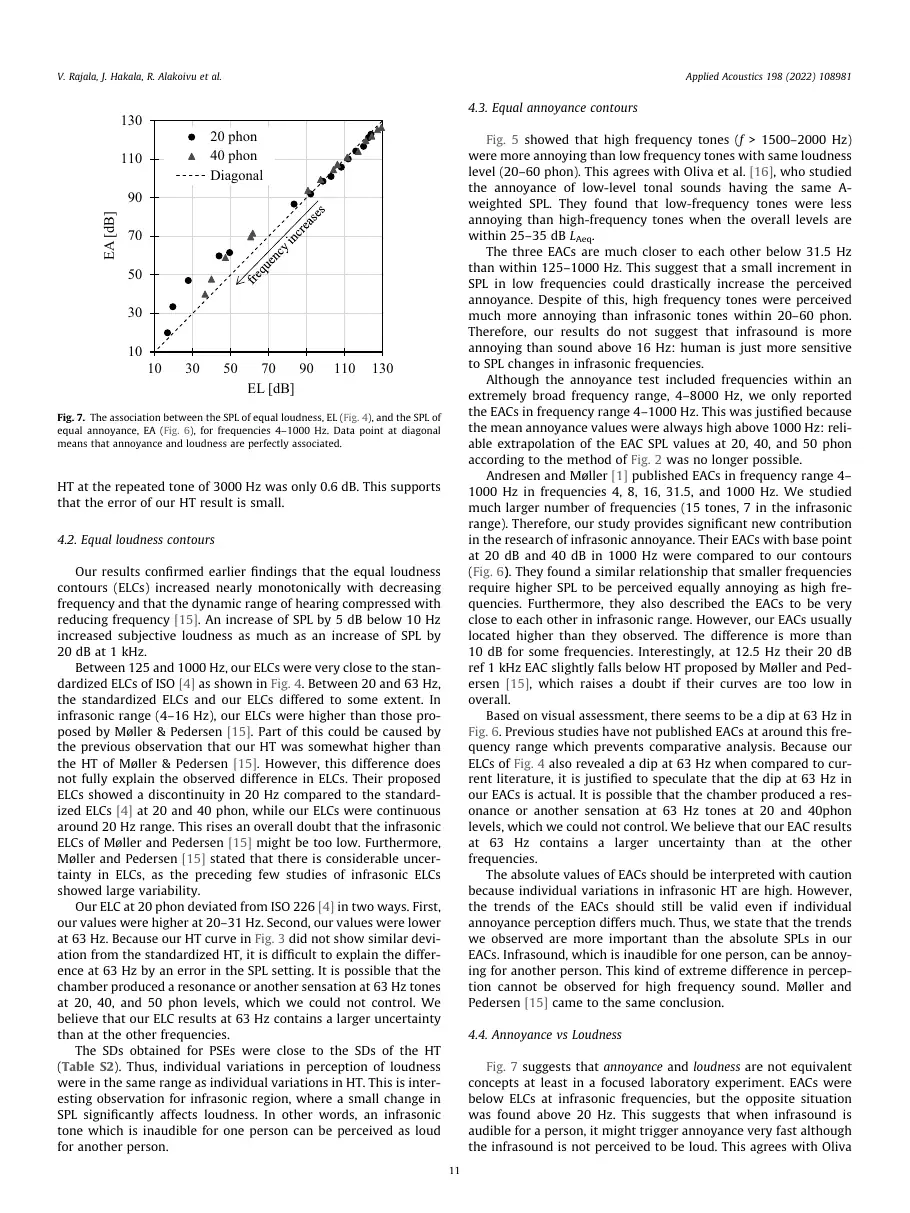 V. Rajala, J. Hakala, R. Alakoivu et al.
Applied Acoustics 198 (2022) 108981
130
110
90
70
50
30
10
EA [dB]
20 phon
40 phon
Diagonal
frequency increases
10 30 50 70 90 110 130
EL [dB]
Fig. 7. The association between the SPL of equal loudness, EL (Fig. 4), and the SPL of
equal annoyance, EA (Fig. 6), for frequencies 4–1000 Hz. Data point at diagonal
means that annoyance and loudness are perfectly associated.
HT at the repeated tone of 3000 Hz was only 0.6 dB. This supports
that the error of our HT result is small.
4.2. Equal loudness contours
Our results confirmed earlier findings that the equal loudness
contours (ELCs) increased nearly monotonically with decreasing
frequency and that the dynamic range of hearing compressed with
reducing frequency [15]. An increase of SPL by 5 dB below 10 Hz
increased subjective loudness as much as an increase of SPL by
20 dB at 1 kHz.
Between 125 and 1000 Hz, our ELCs were very close to the stan-
dardized ELCs of ISO [4] as shown in Fig. 4. Between 20 and 63 Hz,
the standardized ELCs and our ELCs differed to some extent. In
infrasonic range (4–16 Hz), our ELCs were higher than those pro-
posed by Møller & Pedersen [15]. Part of this could be caused by
the previous observation that our HT was somewhat higher than
the HT of Møller & Pedersen [15]. However, this difference does
not fully explain the observed difference in ELCs. Their proposed
ELCs showed a discontinuity in 20 Hz compared to the standard-
ized ELCs [4] at 20 and 40 phon, while our ELCs were continuous
around 20 Hz range. This rises an overall doubt that the infrasonic
ELCs of Møller and Pedersen [15] might be too low. Furthermore,
Møller and Pedersen [15] stated that there is considerable uncer-
tainty in ELCs, as the preceding few studies of infrasonic ELCs
showed large variability.
Our ELC at 20 phon deviated from ISO 226 [4] in two ways. First,
our values were higher at 20–31 Hz. Second, our values were lower
at 63 Hz. Because our HT curve in Fig. 3 did not show similar devi-
ation from the standardized HT, it is difficult to explain the differ-
ence at 63 Hz by an error in the SPL setting. It is possible that the
chamber produced a resonance or another sensation at 63 Hz tones
at 20, 40, and 50 phon levels, which we could not control. We
believe that our ELC results at 63 Hz contains a larger uncertainty
than at the other frequencies.
The SDs obtained for PSEs were close to the SDs of the HT
(Table S2). Thus, individual variations in perception of loudness
were in the same range as individual variations in HT. This is inter-
esting observation for infrasonic region, where a small change in
SPL significantly affects loudness. In other words, an infrasonic
tone which is inaudible for one person can be perceived as loud
for another person.
4.3. Equal annoyance contours
Fig. 5 showed that high frequency tones (f > 1500–2000 Hz)
were more annoying than low frequency tones with same loudness
level (20–60 phon). This agrees with Oliva et al. [16], who studied
the annoyance of low-level tonal sounds having the same A-
weighted SPL. They found that low-frequency tones were less
annoying than high-frequency tones when the overall levels are
within 25–35 dB LAeq.
The three EACs are much closer to each other below 31.5 Hz
than within 125–1000 Hz. This suggest that a small increment in
SPL in low frequencies could drastically increase the perceived
annoyance. Despite of this, high frequency tones were perceived
much more annoying than infrasonic tones within 20–60 phon.
Therefore, our results do not suggest that infrasound is more
annoying than sound above 16 Hz: human is just more sensitive
to SPL changes in infrasonic frequencies.
Although the annoyance test included frequencies within an
extremely broad frequency range, 4–8000 Hz, we only reported
the EACs in frequency range 4–1000 Hz. This was justified because
the mean annoyance values were always high above 1000 Hz: reli-
able extrapolation of the EAC SPL values at 20, 40, and 50 phon
according to the method of Fig. 2 was no longer possible.
Andresen and Møller [1] published EACs in frequency range 4–
1000 Hz in frequencies 4, 8, 16, 31.5, and 1000 Hz. We studied
much larger number of frequencies (15 tones, 7 in the infrasonic
range). Therefore, our study provides significant new contribution
in the research of infrasonic annoyance. Their EACs with base point
at 20 dB and 40 dB in 1000 Hz were compared to our contours
(Fig. 6). They found a similar relationship that smaller frequencies
require higher SPL to be perceived equally annoying as high fre-
quencies. Furthermore, they also described the EACs to be very
close to each other in infrasonic range. However, our EACs usually
located higher than they observed. The difference is more than
10 dB for some frequencies. Interestingly, at 12.5 Hz their 20 dB
ref 1 kHz EAC slightly falls below HT proposed by Møller and Ped-
ersen [15], which raises a doubt if their curves are too low in
overall.
Based on visual assessment, there seems to be a dip at 63 Hz in
Fig. 6. Previous studies have not published EACs at around this fre-
quency range which prevents comparative analysis. Because our
ELCs of Fig. 4 also revealed a dip at 63 Hz when compared to cur-
rent literature, it is justified to speculate that the dip at 63 Hz in
our EACs is actual. It is possible that the chamber produced a res-
onance or another sensation at 63 Hz tones at 20 and 40phon
levels, which we could not control. We believe that our EAC results
at 63 Hz contains a larger uncertainty than at the other
frequencies.
The absolute values of EACs should be interpreted with caution
because individual variations in infrasonic HT are high. However,
the trends of the EACs should still be valid even if individual
annoyance perception differs much. Thus, we state that the trends
we observed are more important than the absolute SPLs in our
EACs. Infrasound, which is inaudible for one person, can be annoy-
ing for another person. This kind of extreme difference in percep-
tion cannot be observed for high frequency sound. Møller and
Pedersen [15] came to the same conclusion.
4.4. Annoyance vs Loudness
Fig. 7 suggests that annoyance and loudness are not equivalent
concepts at least in a focused laboratory experiment. EACs were
below ELCs at infrasonic frequencies, but the opposite situation
was found above 20 Hz. This suggests that when infrasound is
audible for a person, it might trigger annoyance very fast although
the infrasound is not perceived to be loud. This agrees with Oliva
11